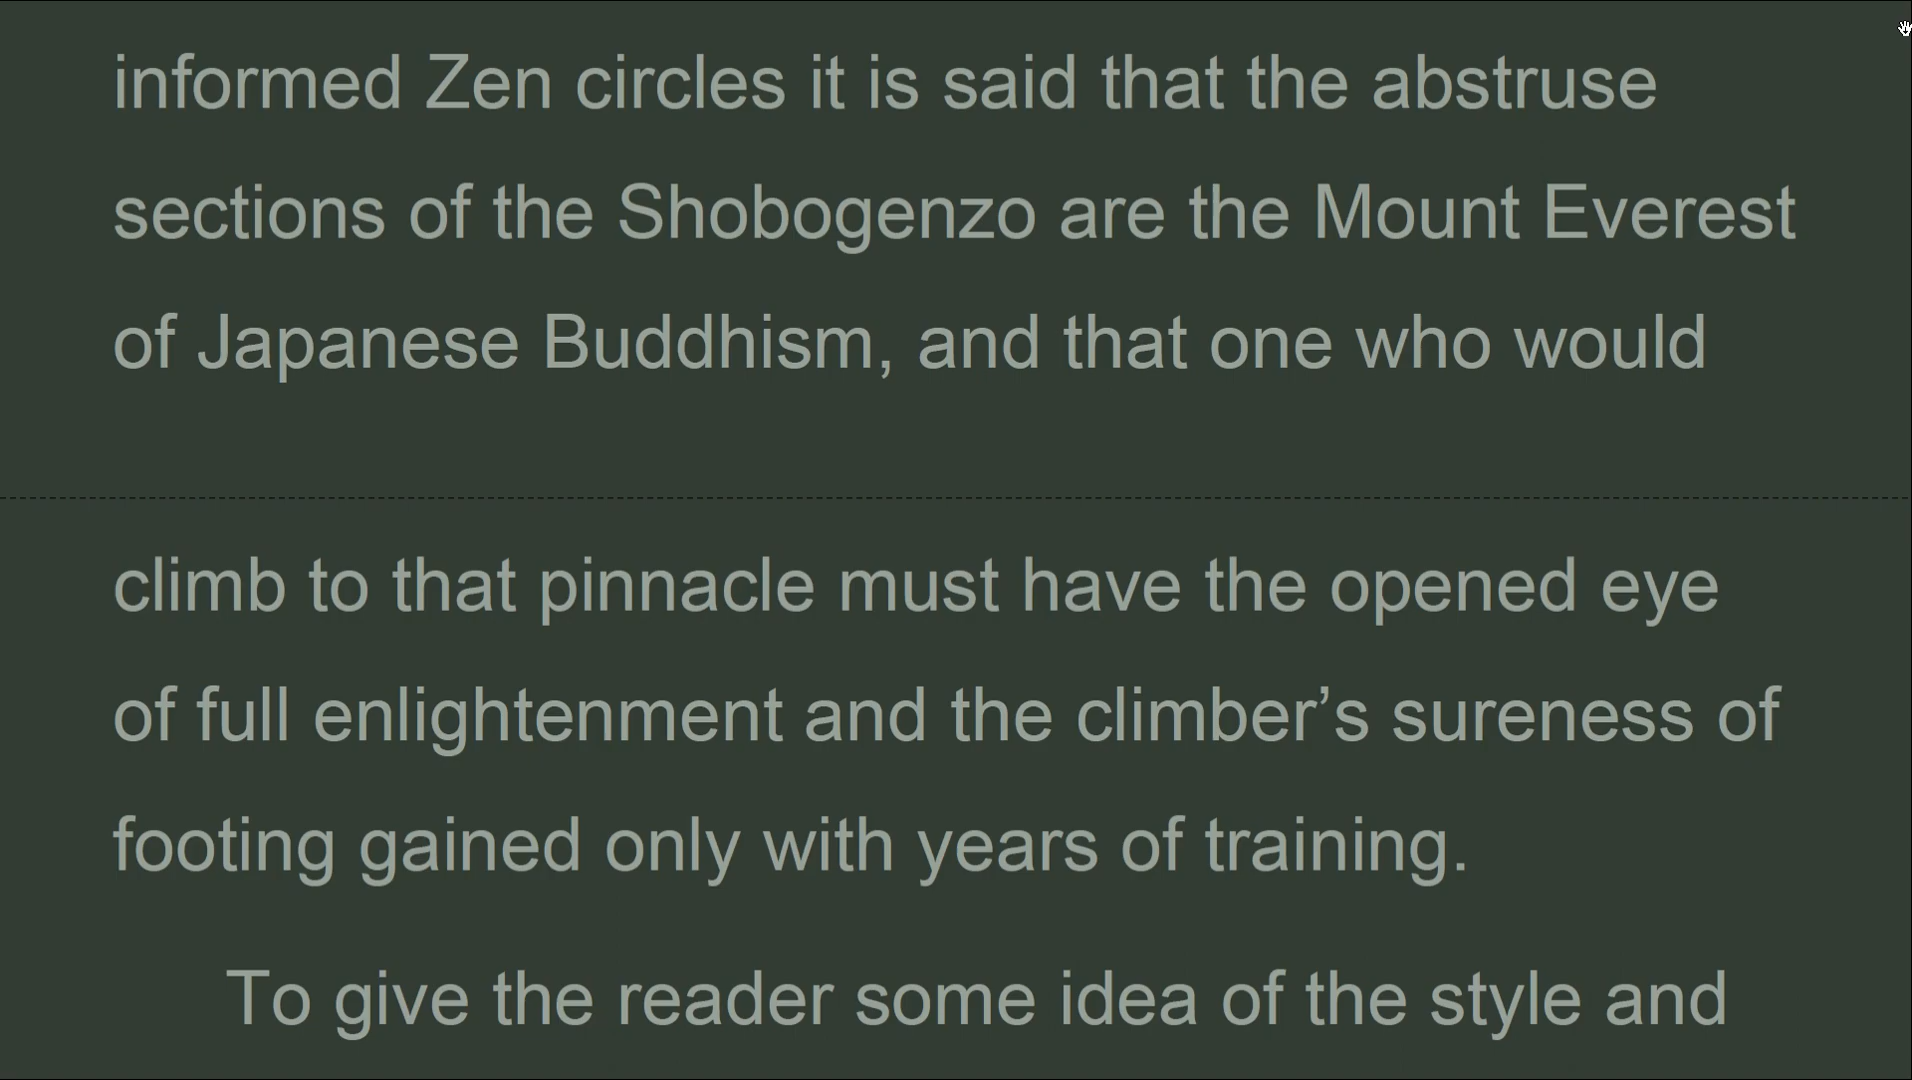 informed Zen circles it is said that the abstruse
sections of the Shobogenzo are the Mount Everest
of Japanese Buddhism, and that one who would
climb to that pinnacle must have the opened eye
of full enlightenment and the climber’s sureness of
footing gained only with years of training.
To give the reader some idea of the style and